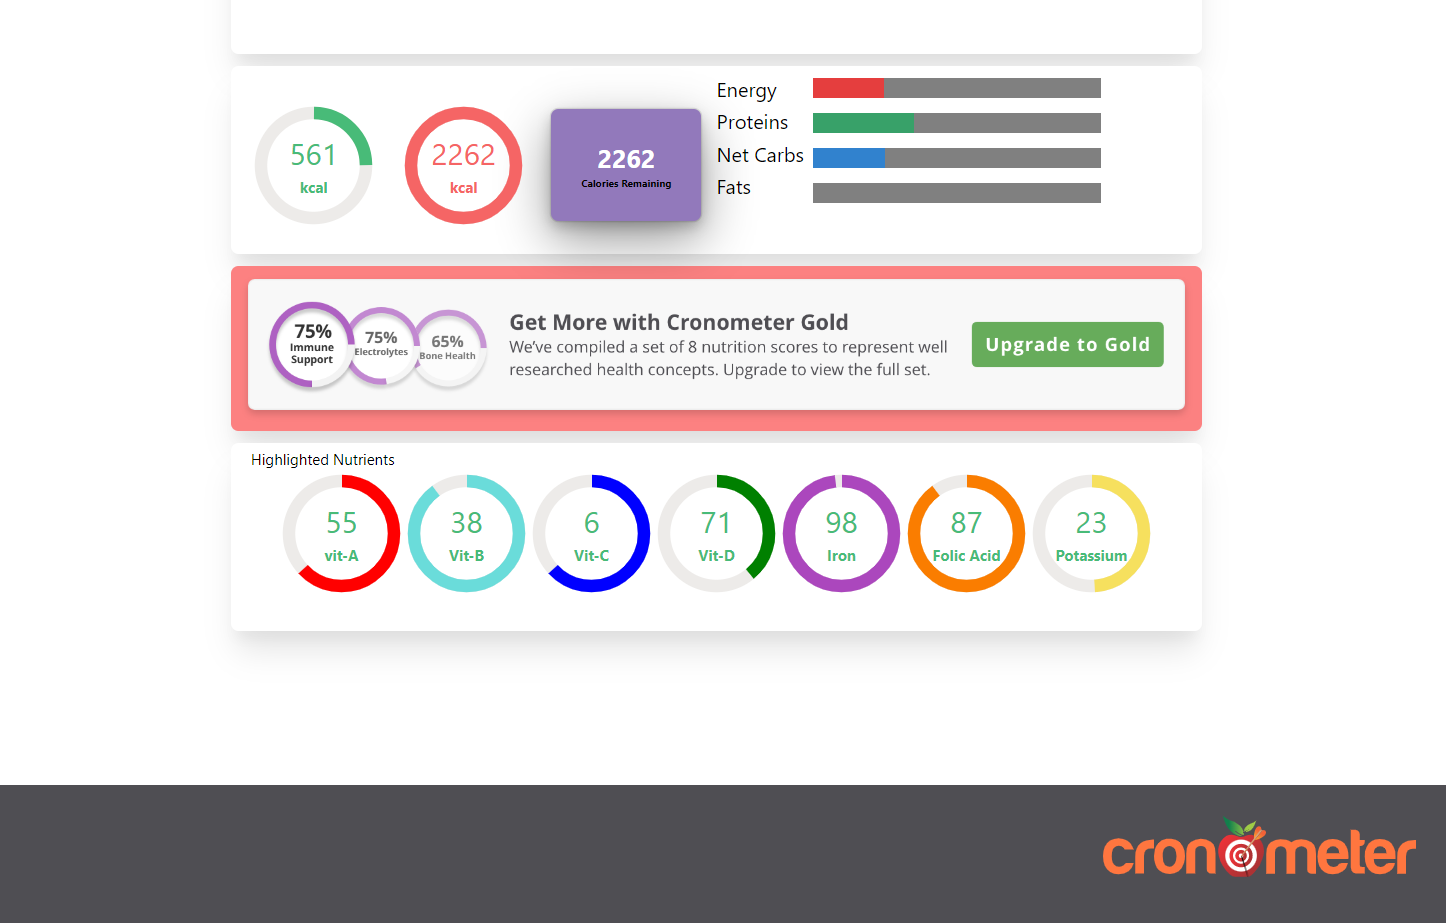 561
kcal
2262
kcal
2262
Calories Remaining
Energy
Proteins
Net Carbs
Fats
75%
Immune
Support
75%
Electrolytes
65%
Bone Health
Get More with Cronometer Gold
We've compiled a set of 8 nutrition scores to represent well
researched health concepts. Upgrade to view the full set.
Upgrade to Gold
Highlighted Nutrients
55
vit-A
38
Vit-B
6
Vit-C
71
Vit-D
98
Iron
87
Folic Acid
23
Potassium
cronometer